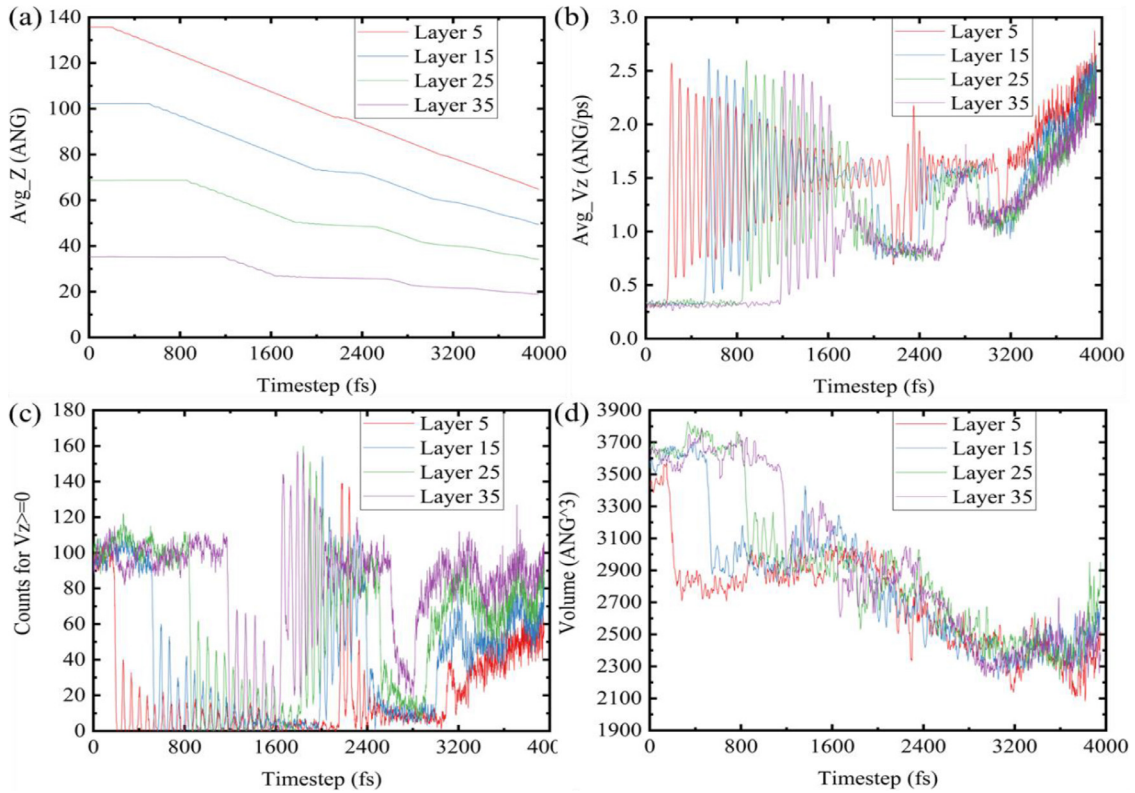 (a)
140
120
100
80
60
40
20
0
Avg_Z (ANG)
0 800 1600 2400 3200 4000
Timestep (fs)
Layer 5
Layer 15
Layer 25
Layer 35
(b)
3.0
2.5
2.0
1.5
1.0
0.5
0.0
Avg_Vz (ANG/ps)
0 800 1600 2400 3200 4000
Timestep (fs)
Layer 5
Layer 15
Layer 25
Layer 35
(c)
180
160
140
120
100
80
60
40
20
0
Counts for Vz>=0
0 800 1600 2400 3200 400
Timestep (fs)
Layer 5
Layer 15
Layer 25
Layer 35
(d)
3900
3700
3500
3300
3100
2900
2700
2500
2300
2100
1900
Volume (ANG^3)
0 800 1600 2400 3200 4000
Timestep (fs)
Layer 5
Layer 15
Layer 25
Layer 35